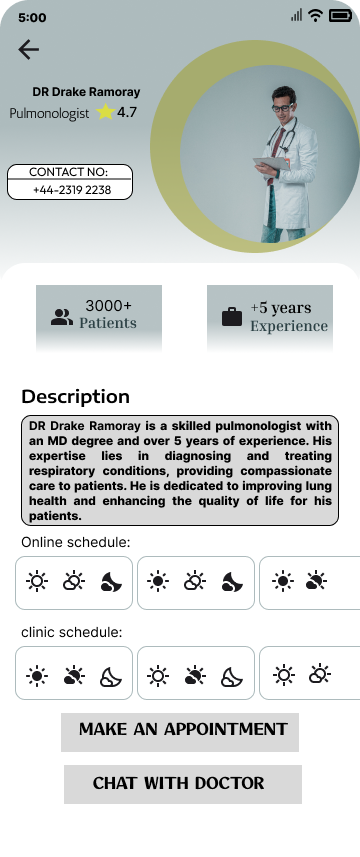 5:00
DR Drake Ramoray
Pulmonologist 4.7
CONTACT NO:
+44-2319 2238
3000+
Patients
+5 years
Experience
Description
DR Drake Ramoray is a skilled pulmonologist with
an MD degree and over 5 years of experience. His
expertise lies in diagnosing and treating
respiratory conditions, providing compassionate
care to patients. He is dedicated to improving lung
health and enhancing the quality of life for his
patients.
Online schedule:
clinic schedule:
MAKE AN APPOINTMENT
CHAT WITH DOCTOR